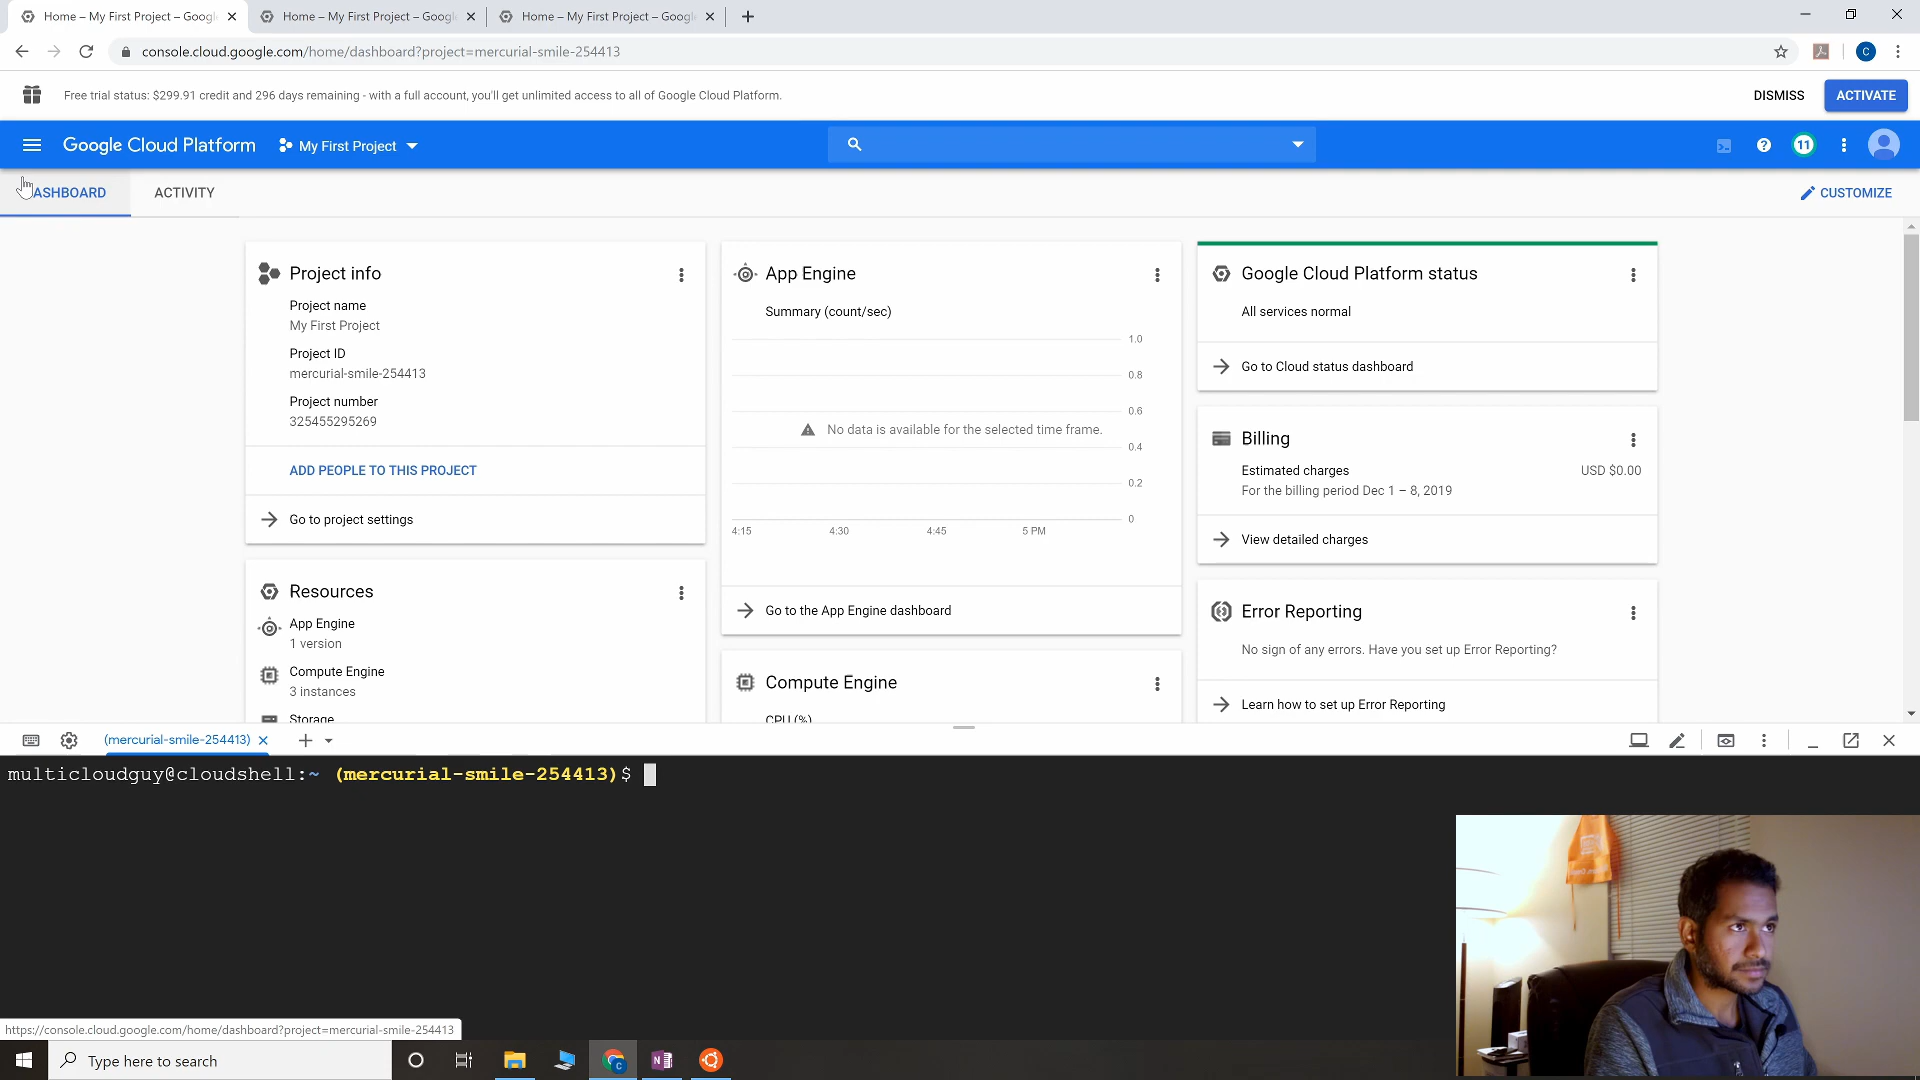 Home – My First Project – Googl
Home – My First Project – Googl
Home – My First Project – Googl
console.cloud.google.com/home/dashboard?project=mercurial-smile-254413
C
Free trial status: $299.91 credit and 296 days remaining - with a full account, you'll get unlimited access to all of Google Cloud Platform.
DISMISS
ACTIVATE
Google Cloud Platform
My First Project
11
ASHBOARD
ACTIVITY
CUSTOMIZE
Project info
Project name
My First Project
Project ID
mercurial-smile-254413
Project number
325455295269
ADD PEOPLE TO THIS PROJECT
Go to project settings
Resources
App Engine
1 version
Compute Engine
3 instances
Storage
App Engine
Summary (count/sec)
1.0
0.8
0.6
No data is available for the selected time frame.
0.4
0.2
0
4:15 4:30 4:45 5 PM
Go to the App Engine dashboard
Compute Engine
CPU (%)
Google Cloud Platform status
All services normal
Go to Cloud status dashboard
Billing
Estimated charges USD $0.00
For the billing period Dec 1 – 8, 2019
View detailed charges
Error Reporting
No sign of any errors. Have you set up Error Reporting?
Learn how to set up Error Reporting
(mercurial-smile-254413)
multicloudguy@cloudshell:~ (mercurial-smile-254413)$
https://console.cloud.google.com/home/dashboard?project=mercurial-smile-254413
Type here to search